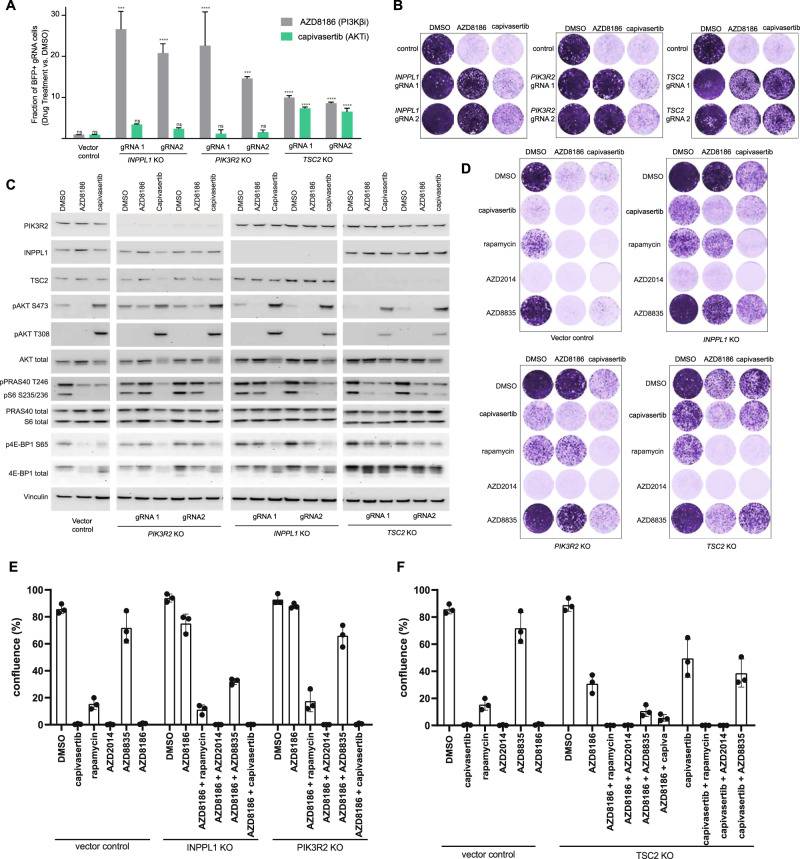 A
Fraction of BFP+ gRNA cells
(Drug Treatment vs. DMSO)
30
20
10
0
AZD8186 (PI3Kβi)
capivasertib (AKTi)
ns
ns
***
ns
****
ns
****
ns
***
ns
****
****
****
****
Vector
control
gRNA 1
gRNA2
INPPL1 KO
gRNA 1
gRNA2
PIK3R2 KO
gRNA 1
gRNA2
TSC2 KO
B
DMSO AZD8186 capivasertib
control
INPPL1
gRNA 1
INPPL1
gRNA 2
DMSO AZD8186 capivasertib
control
PIK3R2
gRNA 1
PIK3R2
gRNA 2
DMSO AZD8186 capivasertib
control
TSC2
gRNA 1
TSC2
gRNA 2
C
DMSO AZD8186 capivasertib
DMSO AZD8186 Capivasertib DMSO AZD8186 capivasertib
DMSO AZD8186 Capivasertib DMSO AZD8186 capivasertib
DMSO AZD8186 Capivasertib DMSO AZD8186 capivasertib
PIK3R2
INPPL1
TSC2
pAKT S473
pAKT T308
AKT total
pPRAS40 T246
pS6 S235/236
PRAS40 total
S6 total
p4E-BP1 S65
4E-BP1 total
Vinculin
Vector
control
gRNA 1 gRNA2
PIK3R2 KO
gRNA 1 gRNA2
INPPL1 KO
gRNA 1 gRNA2
TSC2 KO
D
DMSO AZD8186 capivasertib
DMSO
capivasertib
rapamycin
AZD2014
AZD8835
Vector control
DMSO AZD8186 capivasertib
DMSO
capivasertib
rapamycin
AZD2014
AZD8835
INPPL1 KO
DMSO AZD8186 capivasertib
DMSO
capivasertib
rapamycin
AZD2014
AZD8835
PIK3R2 KO
DMSO AZD8186 capivasertib
DMSO
capivasertib
rapamycin
AZD2014
AZD8835
TSC2 KO
E
confluence (%)
100
80
60
40
20
0
DMSO
capivasertib
rapamycin
AZD2014
AZD8835
AZD8186
DMSO
AZD8186
AZD8186 + rapamycin
AZD8186 + AZD2014
AZD8186 + AZD8835
AZD8186 + capivasertib
DMSO
AZD8186
AZD8186 + rapamycin
AZD8186 + AZD2014
AZD8186 + AZD8835
AZD8186 + capivasertib
vector control
INPPL1 KO
PIK3R2 KO
F
confluence (%)
100
80
60
40
20
0
DMSO
capivasertib
rapamycin
AZD2014
AZD8835
AZD8186
DMSO
AZD8186
AZD8186 + rapamycin
AZD8186 + AZD2014
AZD8186 + AZD8835
AZD8186 + capiva
capivasertib
capivasertib + rapamycin
capivasertib + AZD2014
capivasertib + AZD8835
vector control
TSC2 KO